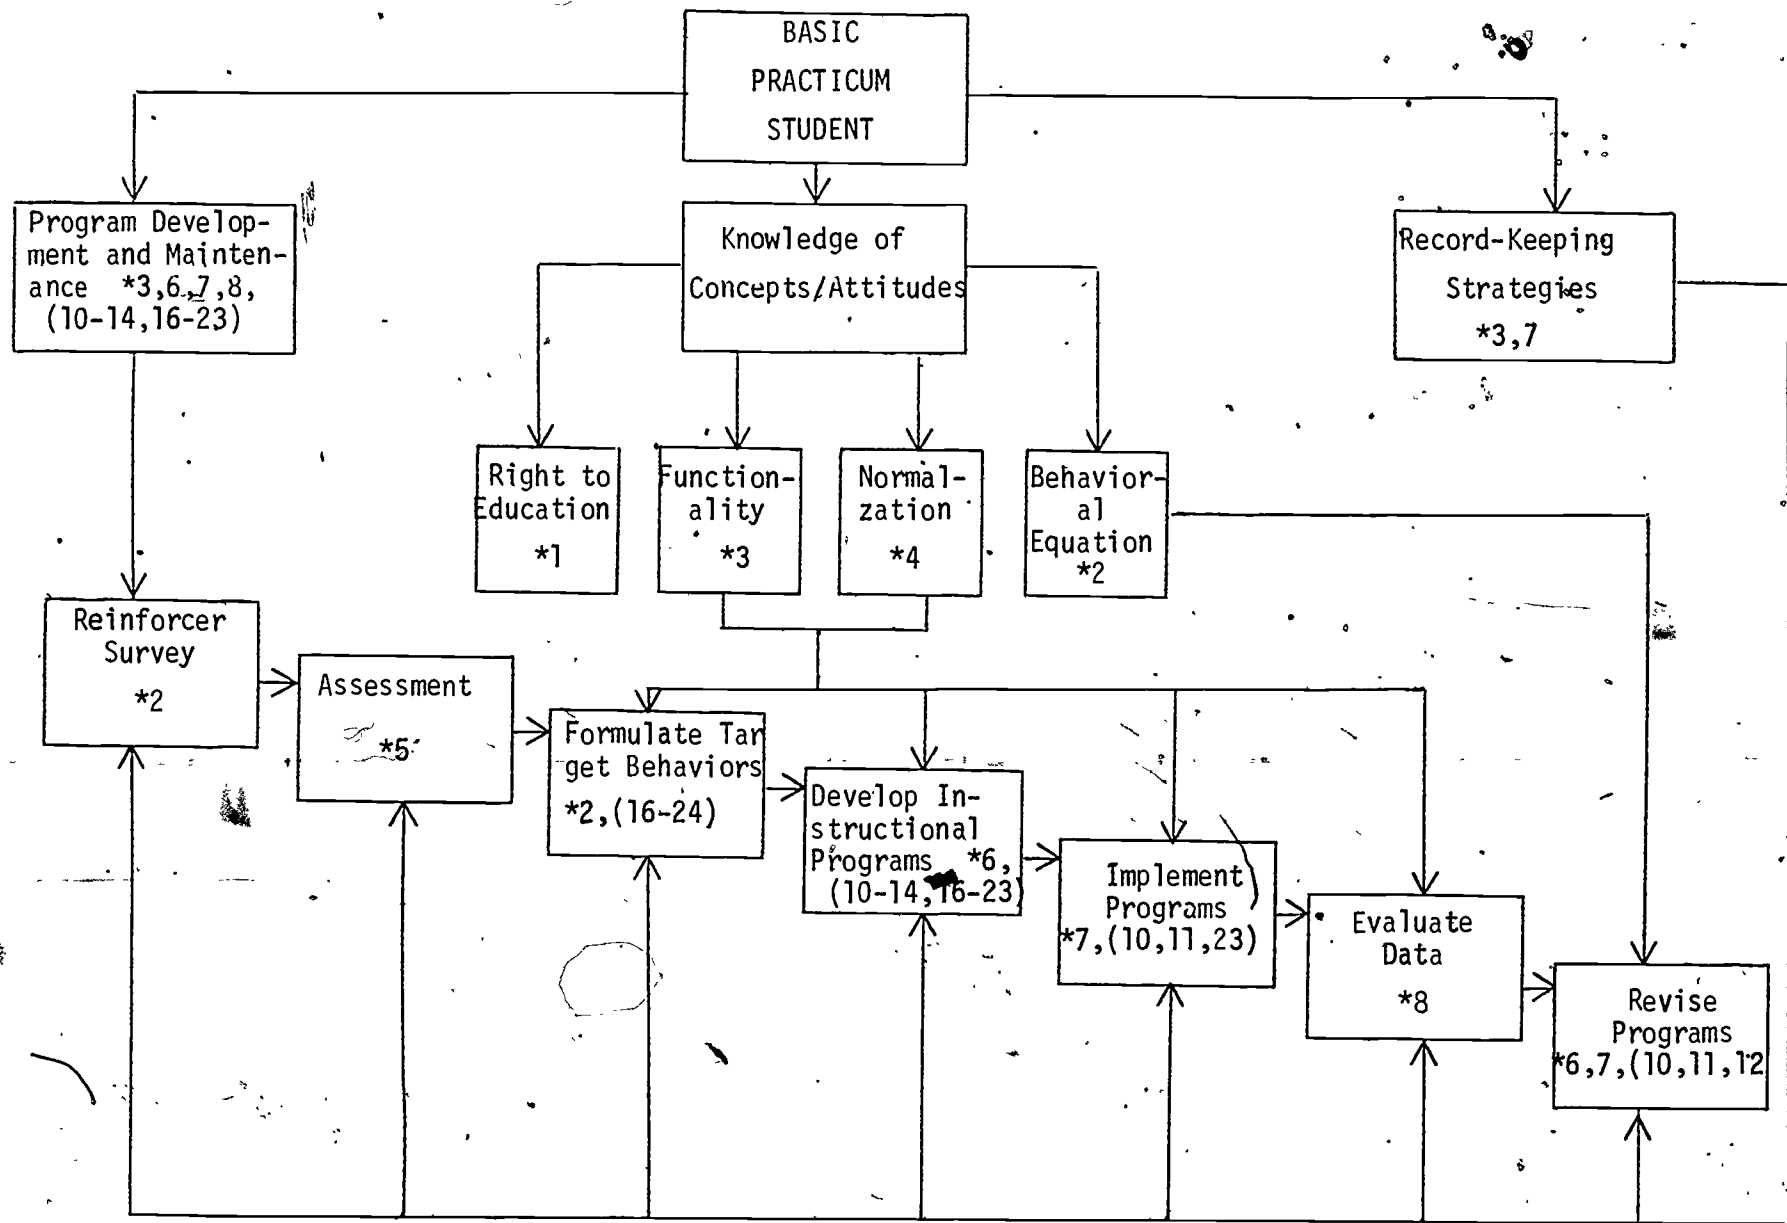 BASIC
PRACTICUM
STUDENT
Program Develop-
ment and Mainten-
ance *3,6,7,8,
(10-14,16-23)
Knowledge of
Concepts/Attitudes
Record-Keeping
Strategies
*3,7
Right to
Education
*1
Function-
ality
*3
Normal-
zation
*4
Behavior-
al
Equation
*2
Reinforcer
Survey
*2
Assessment
*5
Formulate Tar
get Behaviors
*2,(16-24)
Develop In-
structional
Programs *6,
(10-14,16-23)
Implement
Programs
*7,(10,11,23)
Evaluate
Data
*8
Revise
Programs
*6,7,(10,11,12